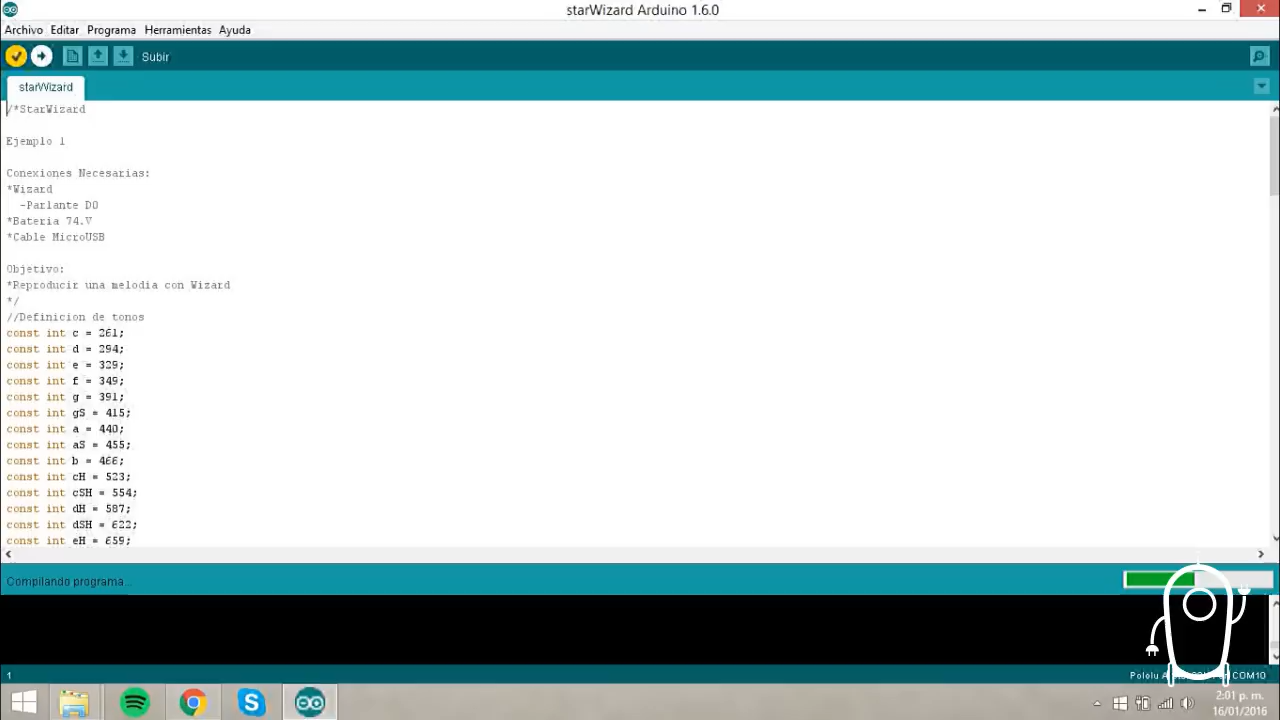 starWizard Arduino 1.6.0
Archivo Editar Programa Herramientas Ayuda
Subir
starWizard
/*StarWizard
Ejemplo 1
Conexiones Necesarias:
*Wizard
-Parlante D0
*Bateria 74.V
*Cable MicroUSB
Objetivo:
*Reproducir una melodia con Wizard
*/
//Definicion de tonos
const int c = 261;
const int d = 294;
const int e = 329;
const int f = 349;
const int g = 391;
const int gS = 415;
const int a = 440;
const int aS = 455;
const int b = 466;
const int cH = 523;
const int cSH = 554;
const int dH = 587;
const int dSH = 622;
const int eH = 659;
Compilando programa...
1
Pololu COM10
2:01 p. m.
16/01/2016